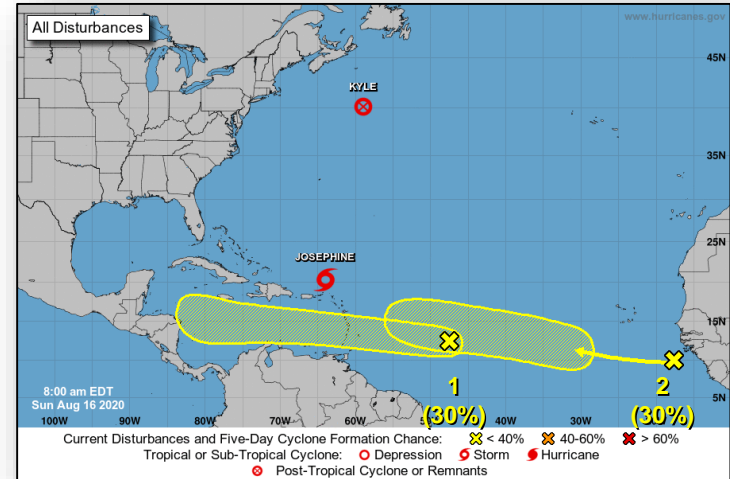 All Disturbances
www.hurricanes.gov
45N
KYLE
35N
25N
JOSEPHINE
15N
5N
8:00 am EDT
Sun Aug 16 2020
1
(30%)
2
(30%)
100W 90W 80W 70W 60W 50W 40W 30W 20W
Current Disturbances and Five-Day Cyclone Formation Chance: < 40% 40-60% > 60%
Tropical or Sub-Tropical Cyclone: Depression Storm Hurricane
Post-Tropical Cyclone or Remnants